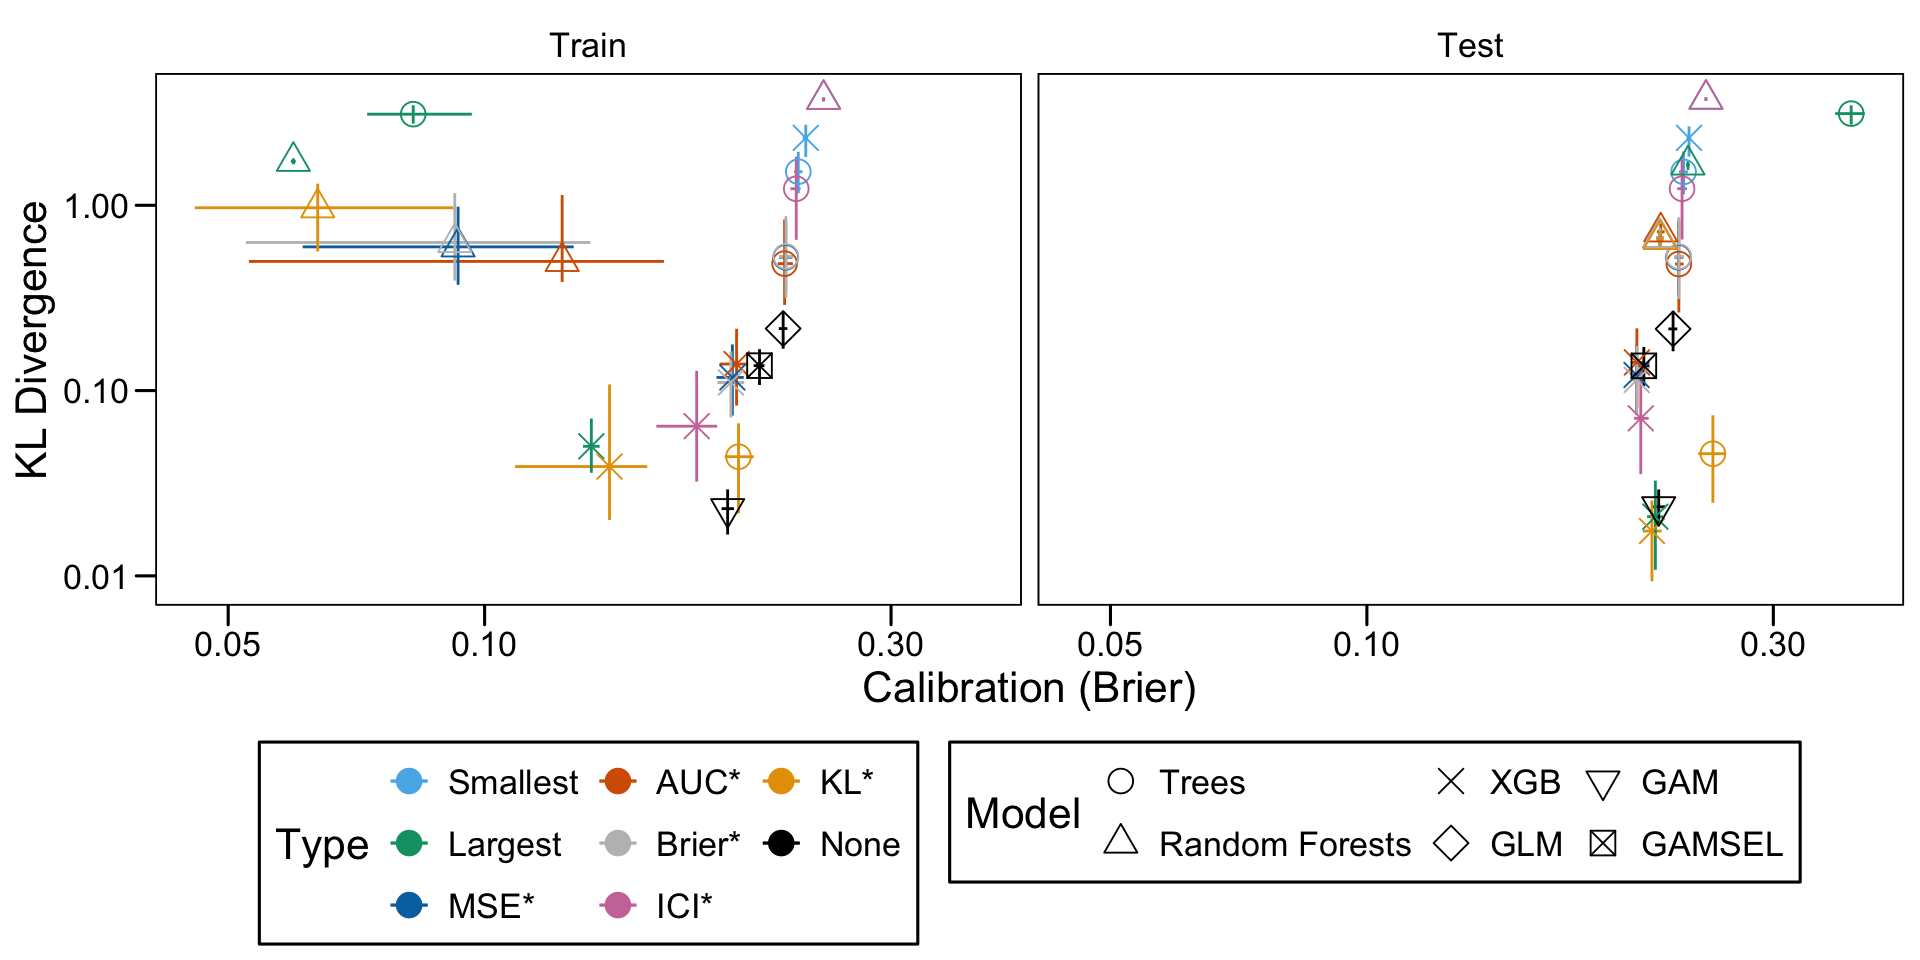 Train
Test
KL Divergence
1.00
0.10
0.01
0.05
0.10
0.30
0.05
0.10
0.30
Calibration (Brier)
Type
Smallest
Largest
MSE*
AUC*
Brier*
ICI*
KL*
None
Model
Trees
Random Forests
XGB
GLM
GAM
GAMSEL